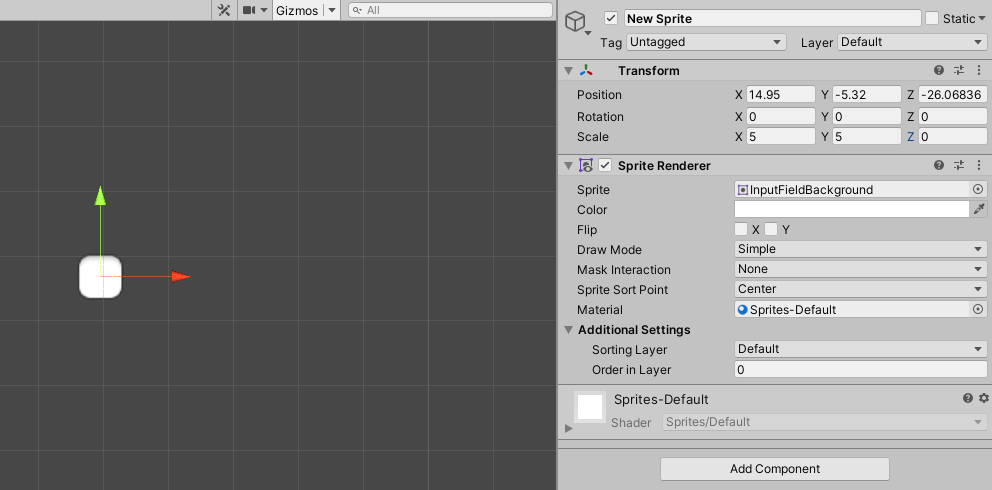 Gizmos
All
New Sprite
Static
Tag Untagged Layer Default
Transform
Position X 14.95 Y -5.32 Z -26.06836
Rotation X 0 Y 0 Z 0
Scale X 5 Y 5 Z 0
Sprite Renderer
Sprite InputFieldBackground
Color
Flip X Y
Draw Mode Simple
Mask Interaction None
Sprite Sort Point Center
Material Sprites-Default
Additional Settings
Sorting Layer Default
Order in Layer 0
Sprites-Default
Shader Sprites/Default
Add Component